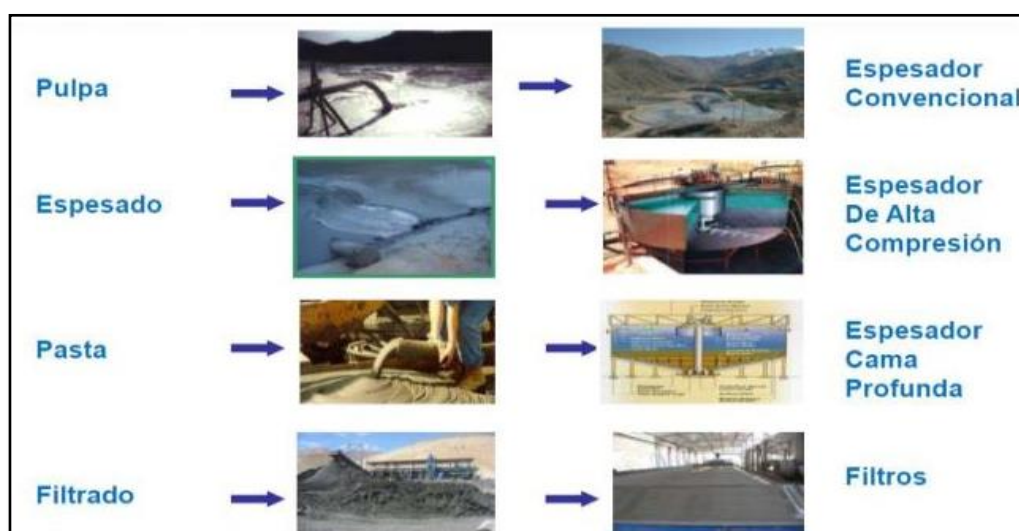 Pulpa
Espesador
Convencional
Espesado
Espesador
De Alta
Compresión
Pasta
Espesador
Cama
Profunda
Filtrado
Filtros